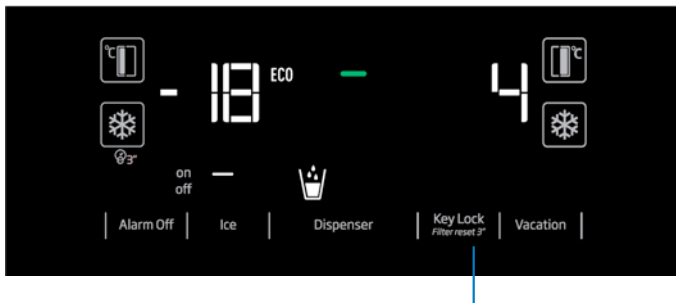 °C
°C
-18 ECO
4
3"
on
off
Alarm Off
Ice
Dispenser
Key Lock
Filter reset 3"
Vacation